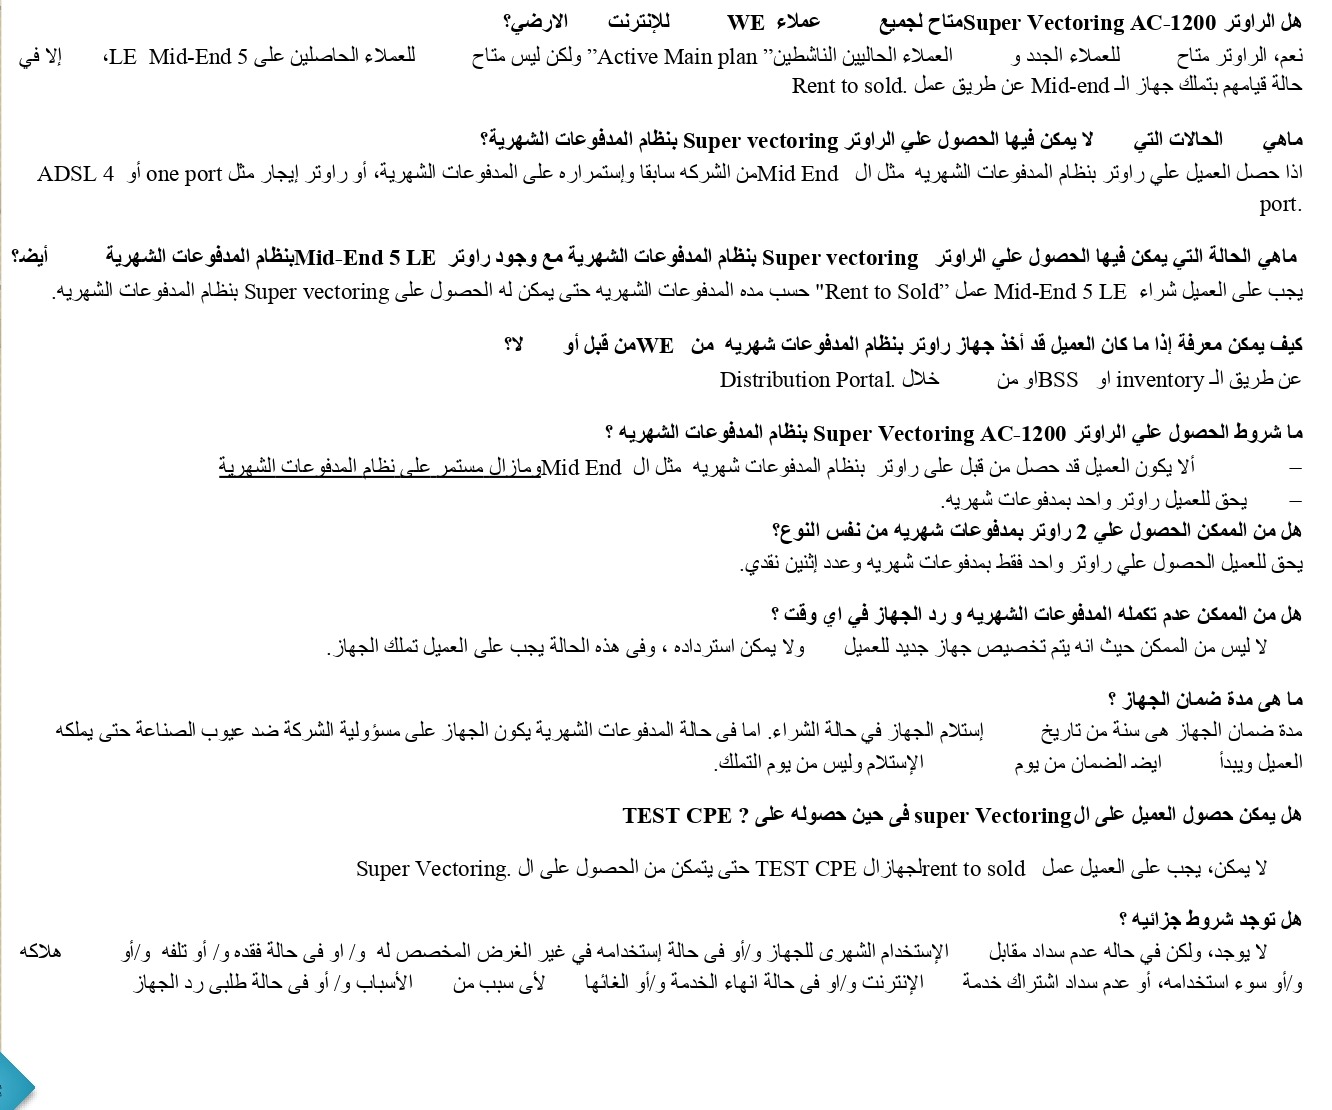 هل الراوتر Super Vectoring AC-1200متاح لجميع عملاء WE للإنترنت الارضي؟
نعم، الراوتر متاح للعملاء الجدد و العملاء الحاليين الناشطين” Active Main plan” ولكن ليس متاح للعملاء الحاصلين على LE Mid-End 5، إلا في
حالة قيامهم بتملك جهاز الـ Mid-end عن طريق عمل .Rent to sold
ماهي الحالات التي لا يمكن فيها الحصول علي الراوتر Super vectoring بنظام المدفوعات الشهرية؟
اذا حصل العميل علي راوتر بنظام المدفوعات الشهريه مثل ال Mid Endمن الشركه سابقا وإستمراره على المدفوعات الشهرية، أو راوتر إيجار مثل one port أو ADSL 4
port.
ماهي الحالة التي يمكن فيها الحصول علي الراوتر Super vectoring بنظام المدفوعات الشهرية مع وجود راوتر Mid-End 5 LEبنظام المدفوعات الشهرية أيضـ؟
يجب على العميل شراء Mid-End 5 LE عمل ”Rent to Sold" حسب مده المدفوعات الشهريه حتى يمكن له الحصول على Super vectoring بنظام المدفوعات الشهريه.
كيف يمكن معرفة إذا ما كان العميل قد أخذ جهاز راوتر بنظام المدفوعات شهريه من WEمن قبل أو لا؟
عن طريق الـ inventory او BSSاو من خلال .Distribution Portal
ما شروط الحصول علي الراوتر Super Vectoring AC-1200 بنظام المدفوعات الشهريه ؟
– ألا يكون العميل قد حصل من قبل على راوتر بنظام المدفوعات شهريه مثل ال Mid Endومازال مستمر على نظام المدفوعات الشهرية
– يحق للعميل راوتر واحد بمدفوعات شهريه.
هل من الممكن الحصول علي 2 راوتر بمدفوعات شهريه من نفس النوع؟
يحق للعميل الحصول علي راوتر واحد فقط بمدفوعات شهريه وعدد إثنين نقدي.
هل من الممكن عدم تكمله المدفوعات الشهريه و رد الجهاز في اي وقت ؟
لا ليس من الممكن حيث انه يتم تخصيص جهاز جديد للعميل ولا يمكن استرداده ، وفى هذه الحالة يجب على العميل تملك الجهاز.
ما هى مدة ضمان الجهاز ؟
مدة ضمان الجهاز هى سنة من تاريخ إستلام الجهاز في حالة الشراء. اما فى حالة المدفوعات الشهرية يكون الجهاز على مسؤولية الشركة ضد عيوب الصناعة حتى يملكه
العميل ويبدأ ايضـ الضمان من يوم الإستلام وليس من يوم التملك.
هل يمكن حصول العميل على الsuper Vectoring فى حين حصوله على ? TEST CPE
لا يمكن، يجب على العميل عمل rent to soldلجهازال TEST CPE حتى يتمكن من الحصول على ال .Super Vectoring
هل توجد شروط جزائيه ؟
لا يوجد، ولكن في حاله عدم سداد مقابل الإستخدام الشهرى للجهاز و/أو فى حالة إستخدامه في غير الغرض المخصص له و/ او فى حالة فقده و/ أو تلفه و/أو هلاكه
و/أو سوء استخدامه، أو عدم سداد اشتراك خدمة الإنترنت و/او فى حالة انهاء الخدمة و/أو الغائها لأى سبب من الأسباب و/ أو فى حالة طلبى رد الجهاز